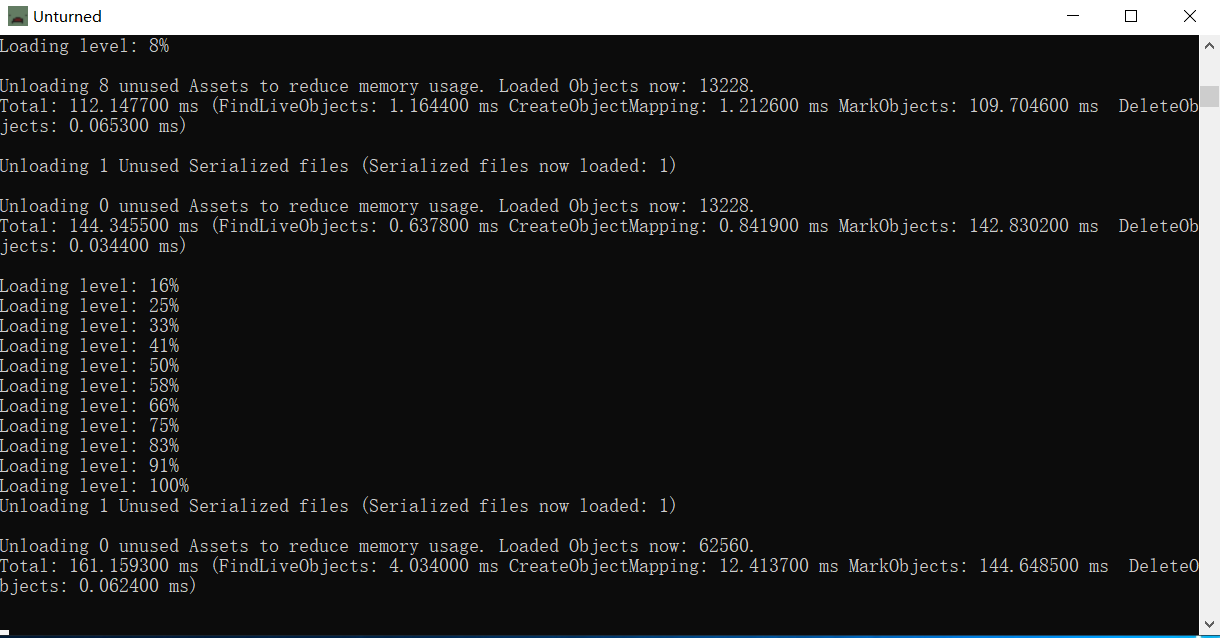 Unturned
Loading level: 8%
Unloading 8 unused Assets to reduce memory usage. Loaded Objects now: 13228.
Total: 112.147700 ms (FindLiveObjects: 1.164400 ms CreateObjectMapping: 1.212600 ms MarkObjects: 109.704600 ms  DeleteOb
jects: 0.065300 ms)
Unloading 1 Unused Serialized files (Serialized files now loaded: 1)
Unloading 0 unused Assets to reduce memory usage. Loaded Objects now: 13228.
Total: 144.345500 ms (FindLiveObjects: 0.637800 ms CreateObjectMapping: 0.841900 ms MarkObjects: 142.830200 ms  DeleteOb
jects: 0.034400 ms)
Loading level: 16%
Loading level: 25%
Loading level: 33%
Loading level: 41%
Loading level: 50%
Loading level: 58%
Loading level: 66%
Loading level: 75%
Loading level: 83%
Loading level: 91%
Loading level: 100%
Unloading 1 Unused Serialized files (Serialized files now loaded: 1)
Unloading 0 unused Assets to reduce memory usage. Loaded Objects now: 62560.
Total: 161.159300 ms (FindLiveObjects: 4.034000 ms CreateObjectMapping: 12.413700 ms MarkObjects: 144.648500 ms  DeleteO
bjects: 0.062400 ms)